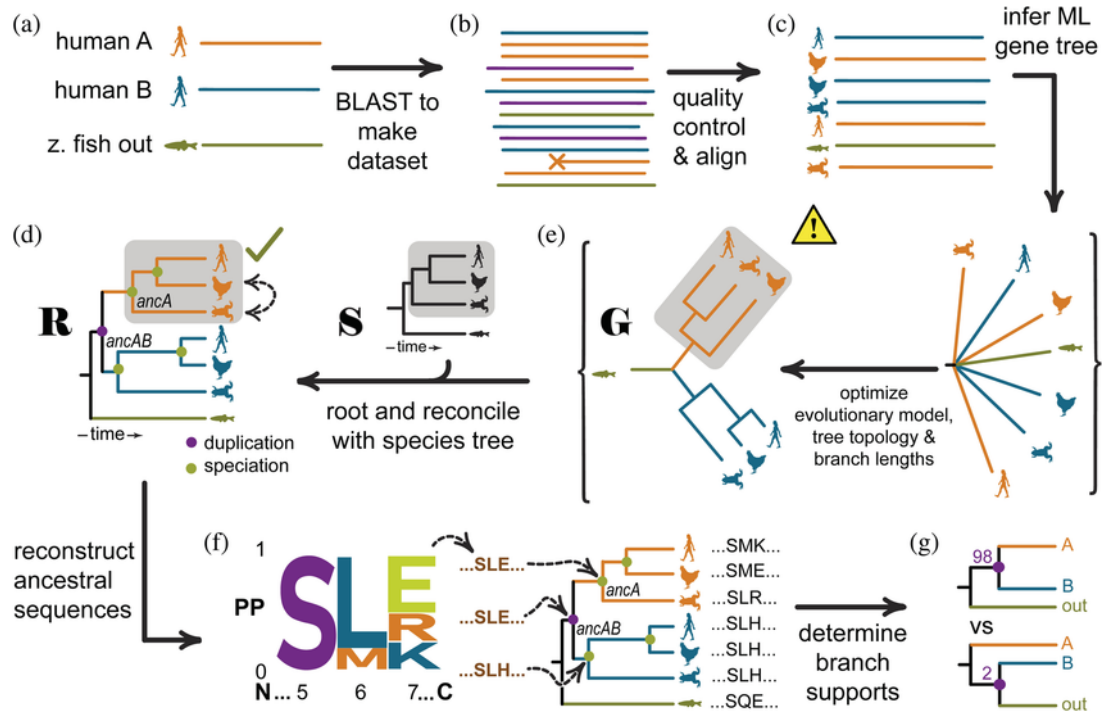 (a)
human A
human B
z. fish out
BLAST to
make
dataset
(b)
quality
control
& align
(c)
infer ML
gene tree
(d)
R
ancA
ancAB
–time→
duplication
speciation
S
–time→
root and reconcile
with species tree
(e)
!
G
optimize
evolutionary model,
tree topology &
branch lengths
reconstruct
ancestral
sequences
(f)
1
PP
0
S
L
M
E
R
K
N ... 5 6 7... C
...SLE...
...SLE...
...SLH...
ancA
ancAB
...SMK...
...SME...
...SLR...
...SLH...
...SLH...
...SLH...
...SQE...
determine
branch
supports
(g)
98
A
B
out
vs
2
A
B
out